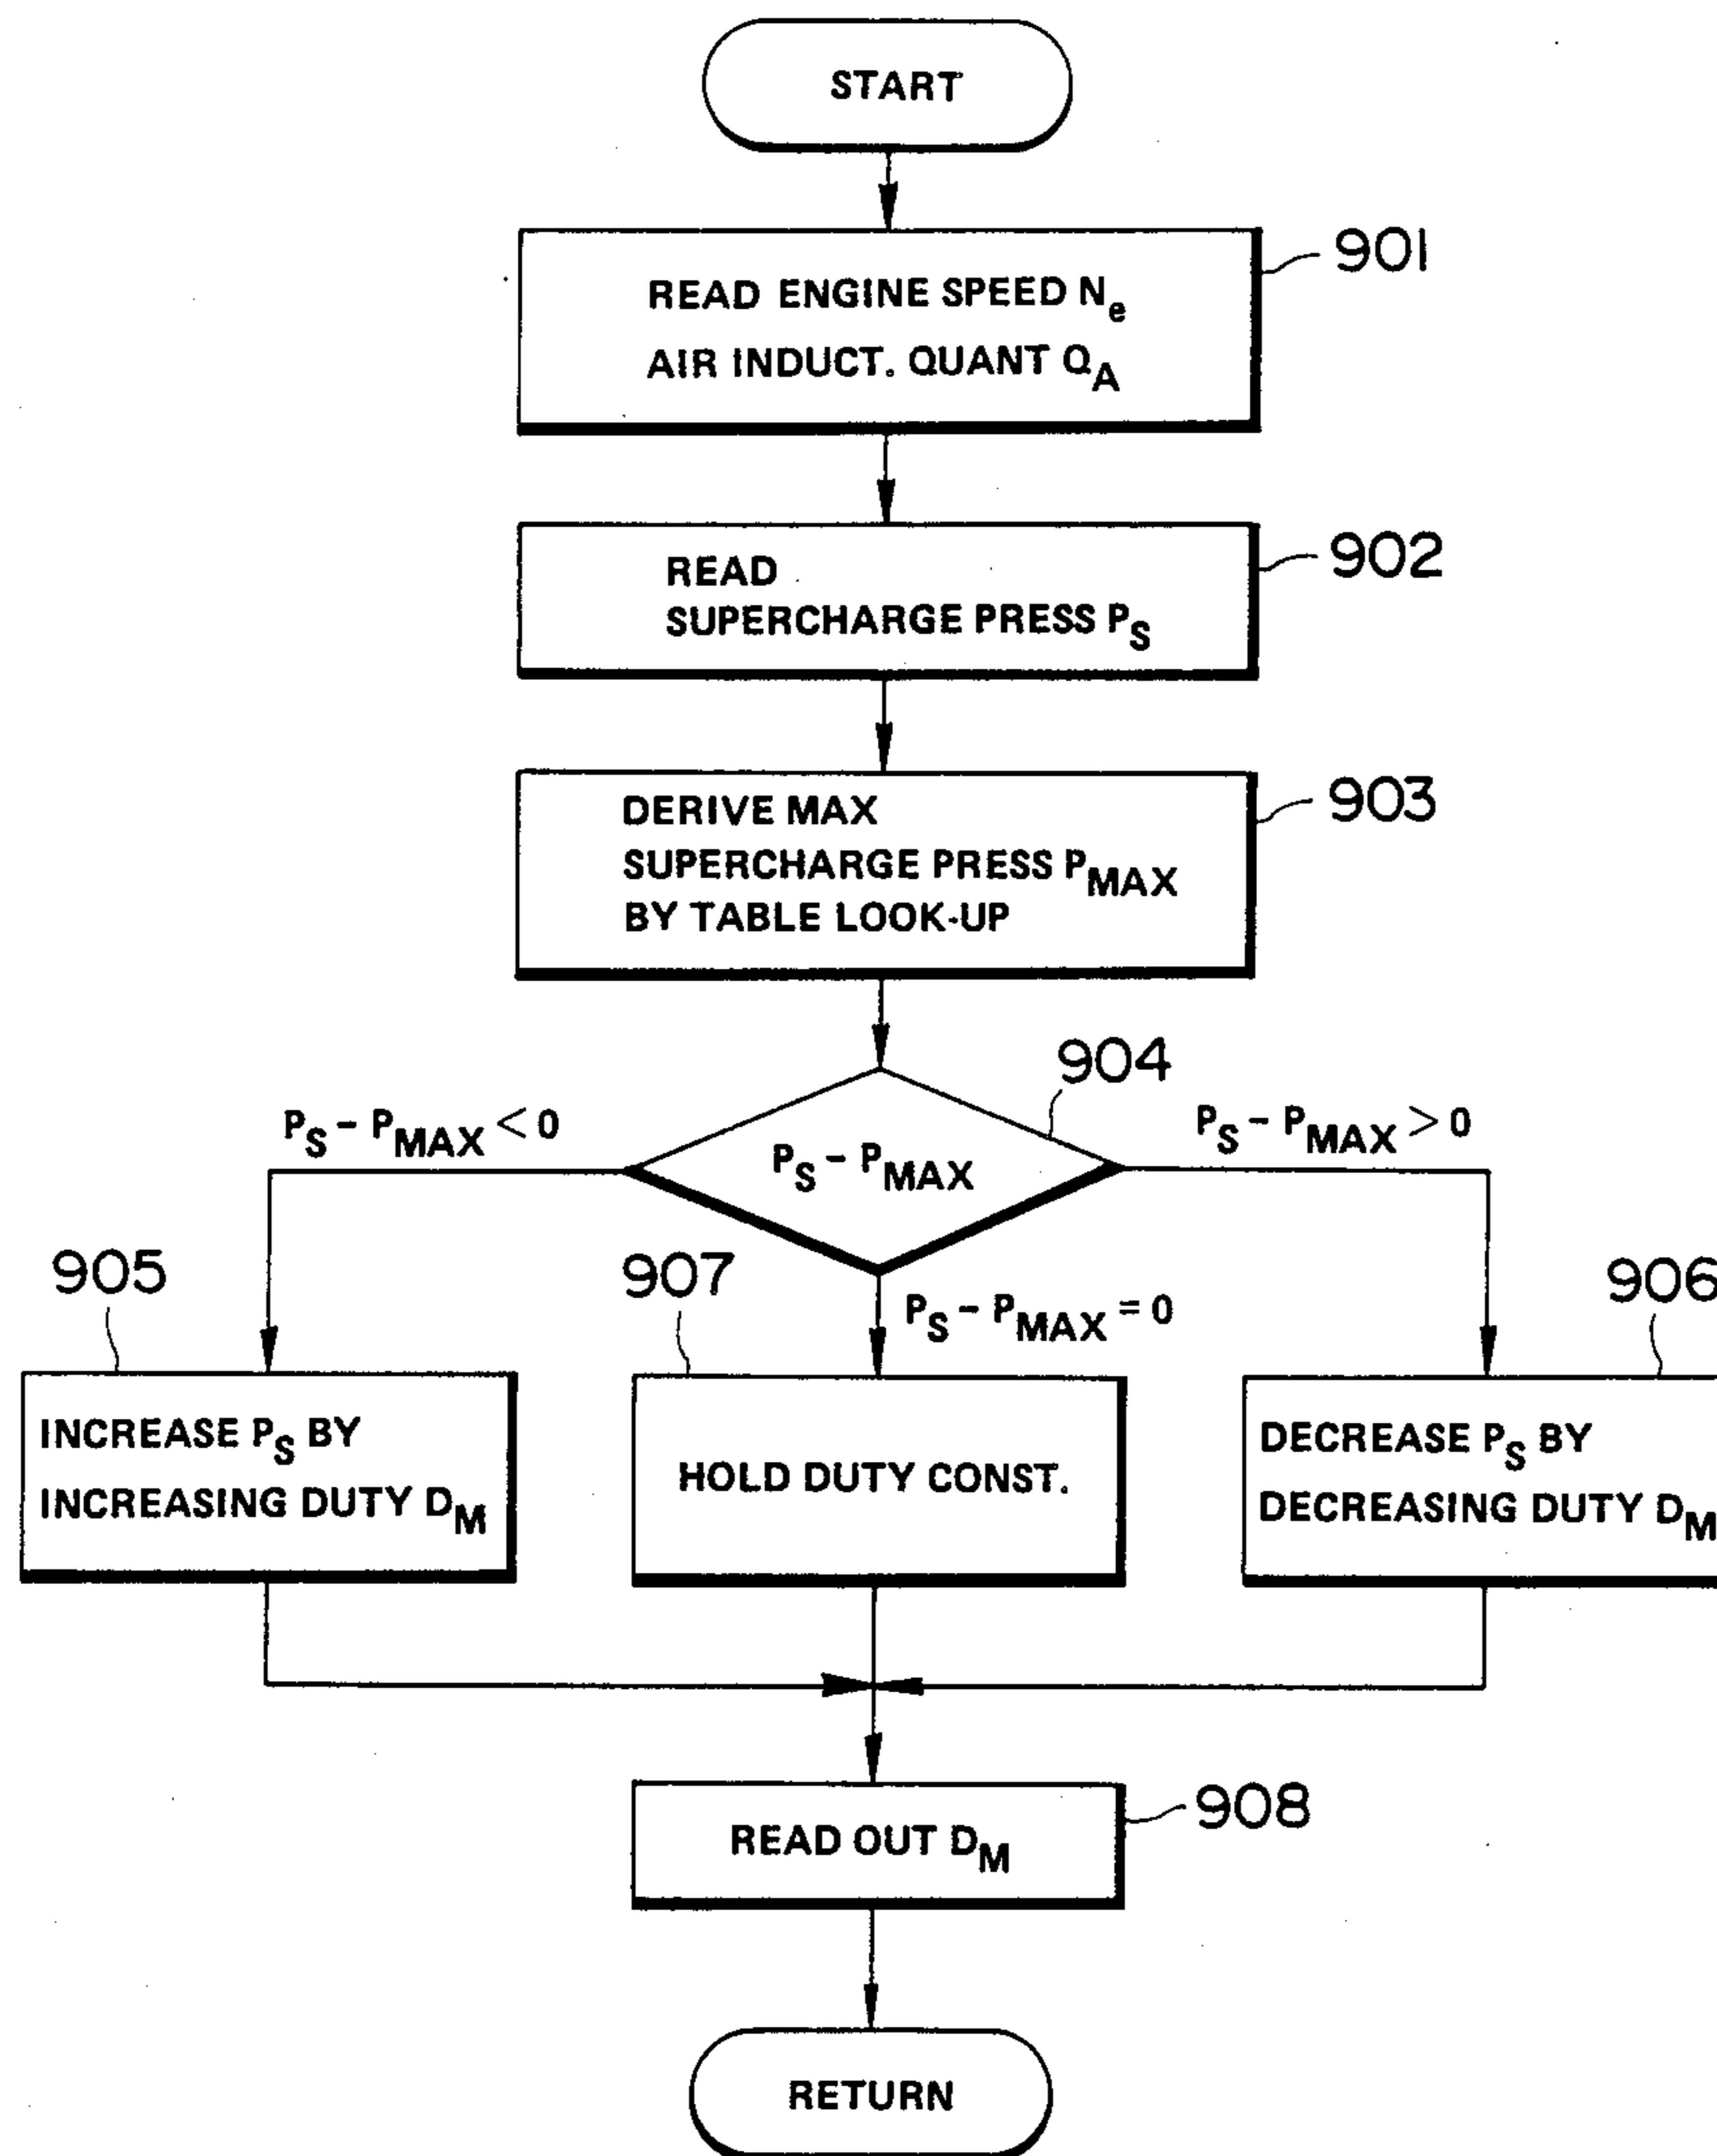 START
901
READ ENGINE SPEED Ne
AIR INDUCT. QUANT QA
902
READ
SUPERCHARGE PRESS PS
903
DERIVE MAX
SUPERCHARGE PRESS PMAX
BY TABLE LOOK-UP
904
PS - PMAX < 0
PS - PMAX
PS - PMAX > 0
905
907
PS - PMAX = 0
906
INCREASE PS BY
INCREASING DUTY DM
HOLD DUTY CONST.
DECREASE PS BY
DECREASING DUTY DM
908
READ OUT DM
RETURN